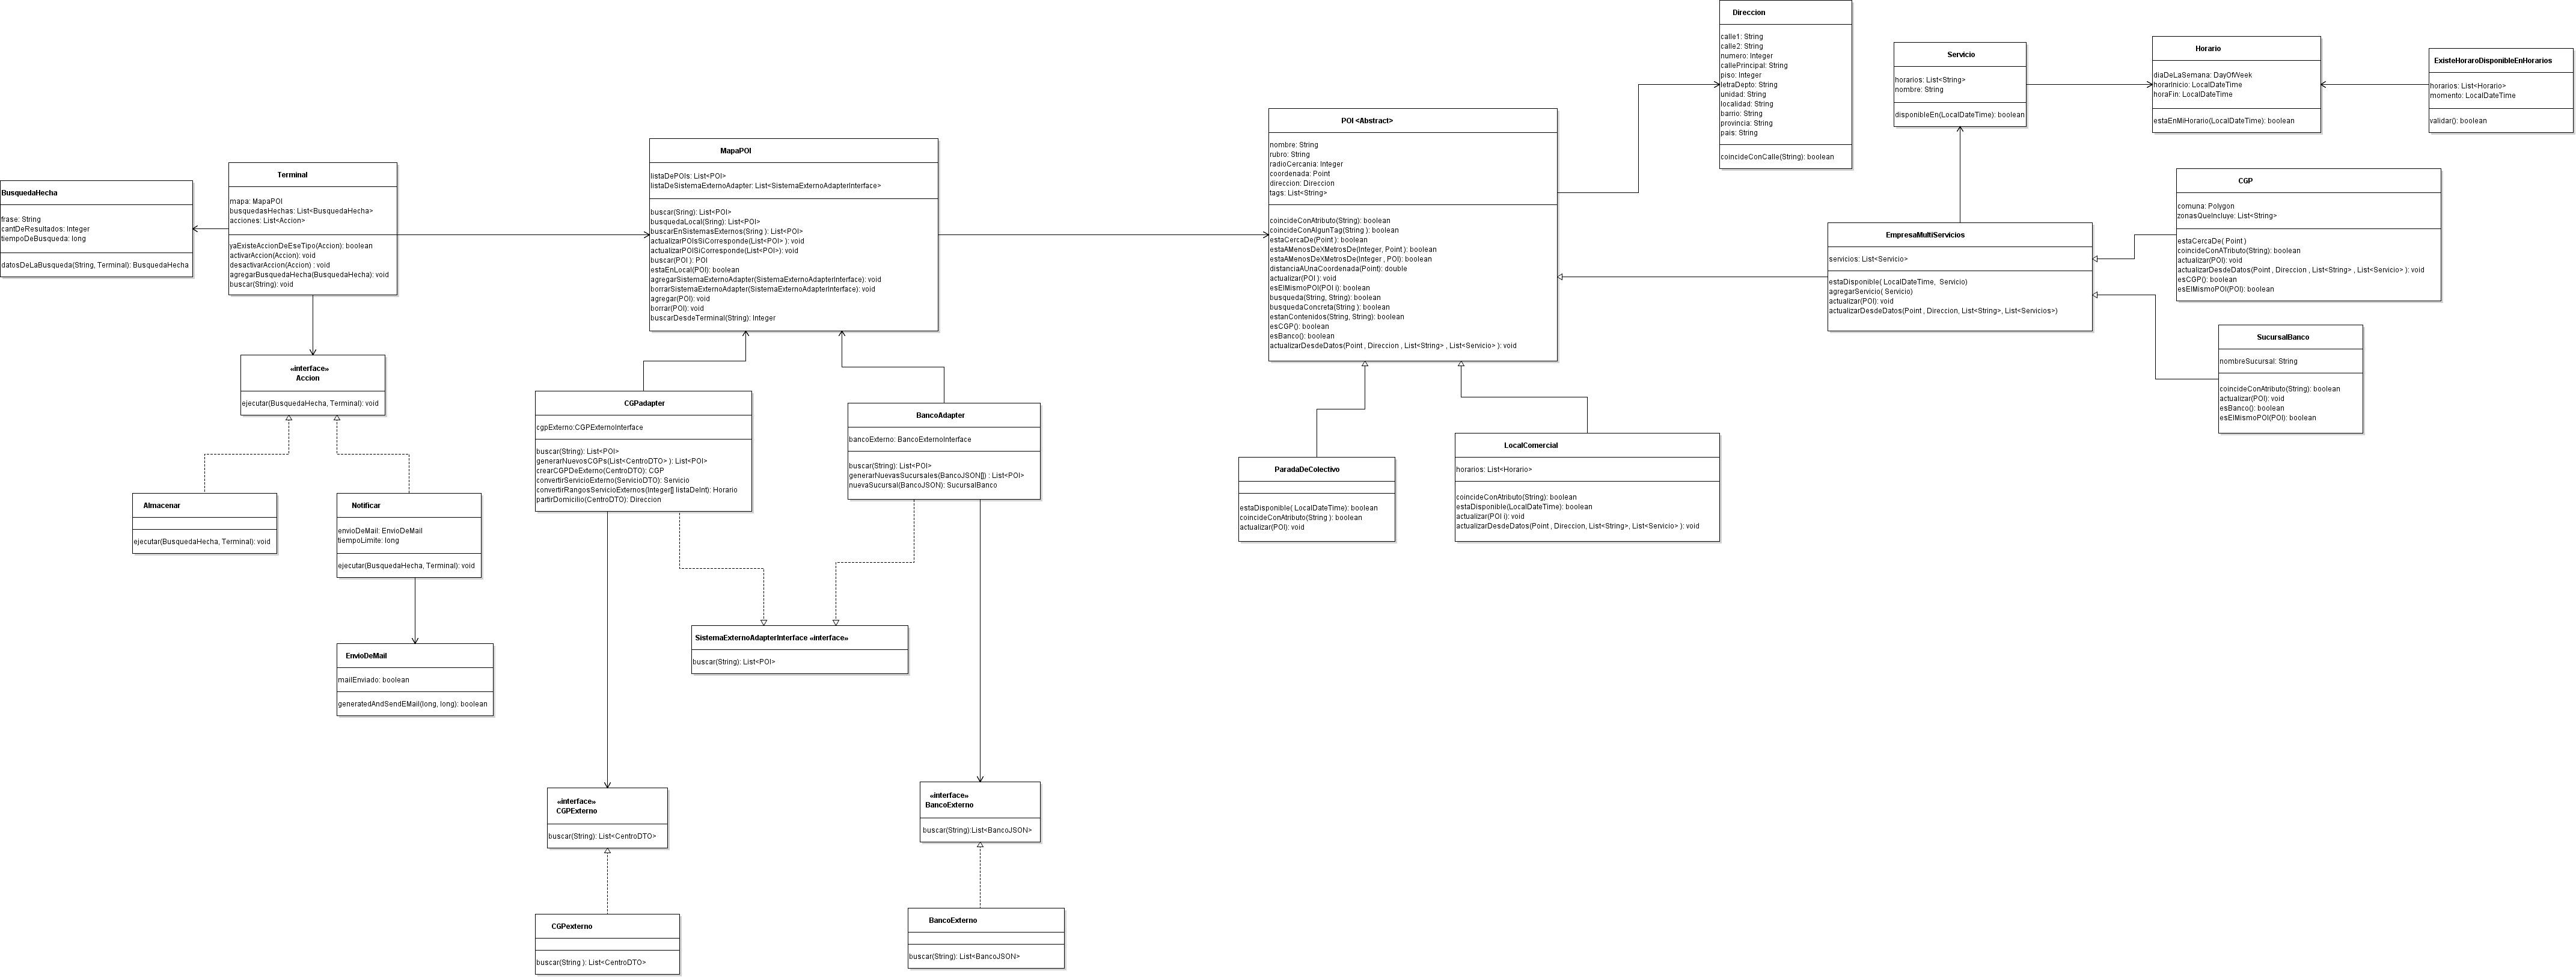 BusquedaHecha
frase: String
cantDeResultados: Integer
tiempoDeBusqueda: long
datosDeLaBusqueda(String, Terminal): BusquedaHecha
Terminal
mapa: MapaPOI
busquedasHechas: List<BusquedaHecha>
acciones: List<Accion>
yaExisteAccionDeEseTipo(Accion): boolean
activarAccion(Accion): void
desactivarAccion(Accion) : void
agregarBusquedaHecha(BusquedaHecha): void
buscar(String): void
«interface»
Accion
ejecutar(BusquedaHecha, Terminal): void
Almacenar
ejecutar(BusquedaHecha, Terminal): void
Notificar
envioDeMail: EnvioDeMail
tiempoLimite: long
ejecutar(BusquedaHecha, Terminal): void
EnvioDeMail
mailEnviado: boolean
generatedAndSendEMail(long, long): boolean
MapaPOI
listaDePOIs: List<POI>
listaDeSistemaExternoAdapter: List<SistemaExternoAdapterInterface>
buscar(Sring): List<POI>
busquedaLocal(Sring): List<POI>
buscarEnSistemasExternos(Sring ): List<POI>
actualizarPOIsSiCorresponde(List<POI> ): void
actualizarPOISiCorresponde(List<POI>): void
buscar(POI ): POI
estaEnLocal(POI): boolean
agregarSistemaExternoAdapter(SistemaExternoAdapterInterface): void
borrarSistemaExternoAdapter(SistemaExternoAdapterInterface): void
agregar(POI): void
borrar(POI): void
buscarDesdeTerminal(String): Integer
CGPadapter
cgpExterno:CGPExternoInterface
buscar(String): List<POI>
generarNuevosCGPs(List<CentroDTO> ): List<POI>
crearCGPDeExterno(CentroDTO): CGP
convertirServicioExterno(ServicioDTO): Servicio
convertirRangosServicioExternos(Integer[] listaDeInt): Horario
partirDomicilio(CentroDTO): Direccion
BancoAdapter
bancoExterno: BancoExternoInterface
buscar(String): List<POI>
generarNuevasSucursales(BancoJSON[]) : List<POI>
nuevaSucursal(BancoJSON): SucursalBanco
SistemaExternoAdapterInterface «interface»
buscar(String): List<POI>
«interface»
CGPExterno
buscar(String): List<CentroDTO>
CGPexterno
buscar(String ): List<CentroDTO>
«interface»
BancoExterno
buscar(String):List<BancoJSON>
BancoExterno
buscar(String): List<BancoJSON>
POI <Abstract>
nombre: String
rubro: String
radioCercania: Integer
coordenada: Point
direccion: Direccion
tags: List<String>
coincideConAtributo(String): boolean
coincideConAlgunTag(String ): boolean
estaCercaDe(Point ): boolean
estaAMenosDeXMetrosDe(Integer, Point ): boolean
estaAMenosDeXMetrosDe(Integer , POI): boolean
distanciaAUnaCoordenada(Point): double
actualizar(POI ): void
esElMismoPOI(POI i): boolean
busqueda(String, String): boolean
busquedaConcreta(String ): boolean
estanContenidos(String, String): boolean
esCGP(): boolean
esBanco(): boolean
actualizarDesdeDatos(Point , Direccion , List<String> , List<Servicio> ): void
ParadaDeColectivo
estaDisponible( LocalDateTime): boolean
coincideConAtributo(String ): boolean
actualizar(POI): void
LocalComercial
horarios: List<Horario>
coincideConAtributo(String): boolean
estaDisponible(LocalDateTime): boolean
actualizar(POI i): void
actualizarDesdeDatos(Point , Direccion, List<String>, List<Servicio> ): void
Direccion
calle1: String
calle2: String
numero: Integer
callePrincipal: String
piso: Integer
letraDepto: String
unidad: String
localidad: String
barrio: String
provincia: String
pais: String
coincideConCalle(String): boolean
Servicio
horarios: List<String>
nombre: String
disponibleEn(LocalDateTime): boolean
Horario
diaDeLaSemana: DayOfWeek
horarInicio: LocalDateTime
horaFin: LocalDateTime
estaEnMiHorario(LocalDateTime): boolean
ExisteHoraroDisponibleEnHorarios
horarios: List<Horario>
momento: LocalDateTime
validar(): boolean
EmpresaMultiServicios
servicios: List<Servicio>
estaDisponible( LocalDateTime,  Servicio)
agregarServicio( Servicio)
actualizar(POI): void
actualizarDesdeDatos(Point , Direccion, List<String>, List<Servicios>)
CGP
comuna: Polygon
zonasQueIncluye: List<String>
estaCercaDe( Point )
coincideConATributo(String): boolean
actualizar(POI): void
actualizarDesdeDatos(Point , Direccion , List<String> , List<Servicio> ): void
esCGP(): boolean
esElMismoPOI(POI): boolean
SucursalBanco
nombreSucursal: String
coincideConAtributo(String): boolean
actualizar(POI): void
esBanco(): boolean
esElMismoPOI(POI): boolean